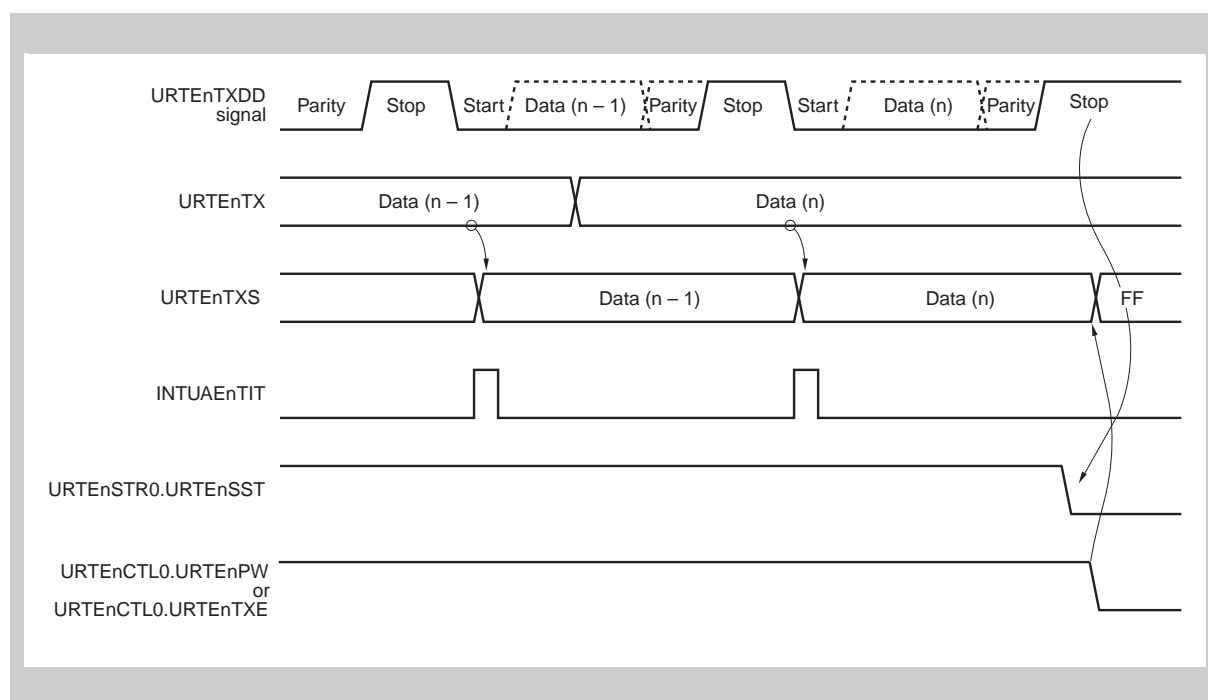 URTEnTXDD
signal
Parity Stop Start Data (n – 1) Parity Stop Start Data (n) Parity Stop
URTEnTX
Data (n – 1) Data (n)
URTEnTXS
Data (n – 1) Data (n) FF
INTUAEnTIT
URTEnSTR0.URTEnSST
URTEnCTL0.URTEnPW
or
URTEnCTL0.URTEnTXE